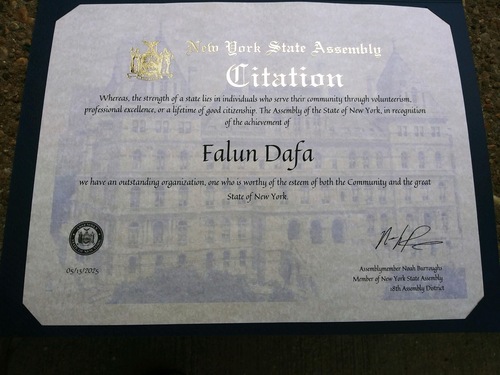 New York State Assembly
Citation
Whereas, the strength of a state lies in individuals who serve their community through volunteerism,
professional excellence, or a lifetime of good citizenship. The Assembly of the State of New York, in recognition
of the achievement of
Falun Dafa
we have an outstanding organization, one who is worthy of the esteem of both the Community and the great
State of New York.
05/13/2025
Assemblymember Noah Burroughs
Member of New York State Assembly
18th Assembly District